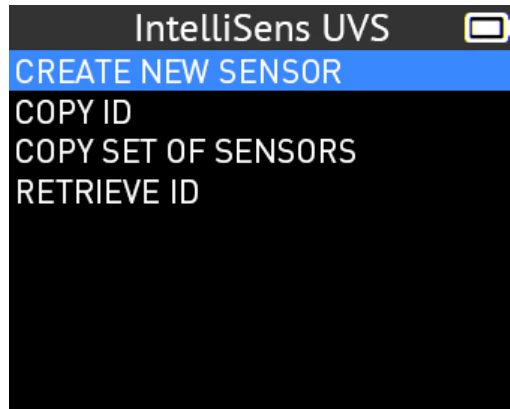 IntelliSens UVS
CREATE NEW SENSOR
COPY ID
COPY SET OF SENSORS
RETRIEVE ID